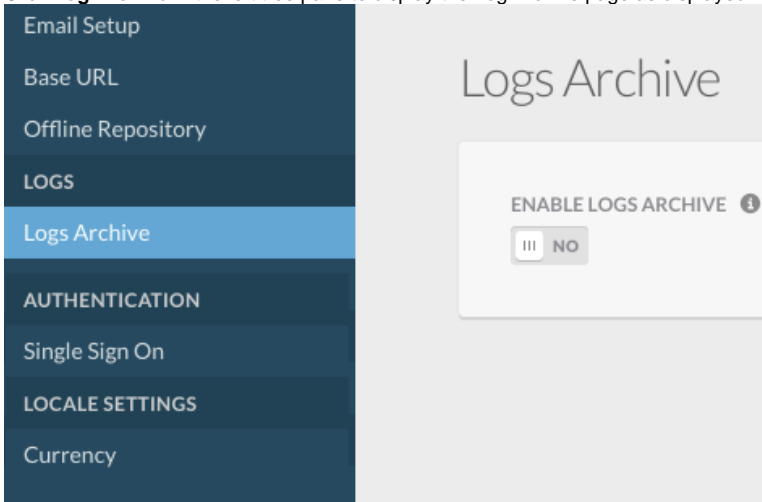 Email Setup
Base URL
Offline Repository
LOGS
Logs Archive
AUTHENTICATION
Single Sign On
LOCALE SETTINGS
Currency
Logs Archive
ENABLE LOGS ARCHIVE
NO